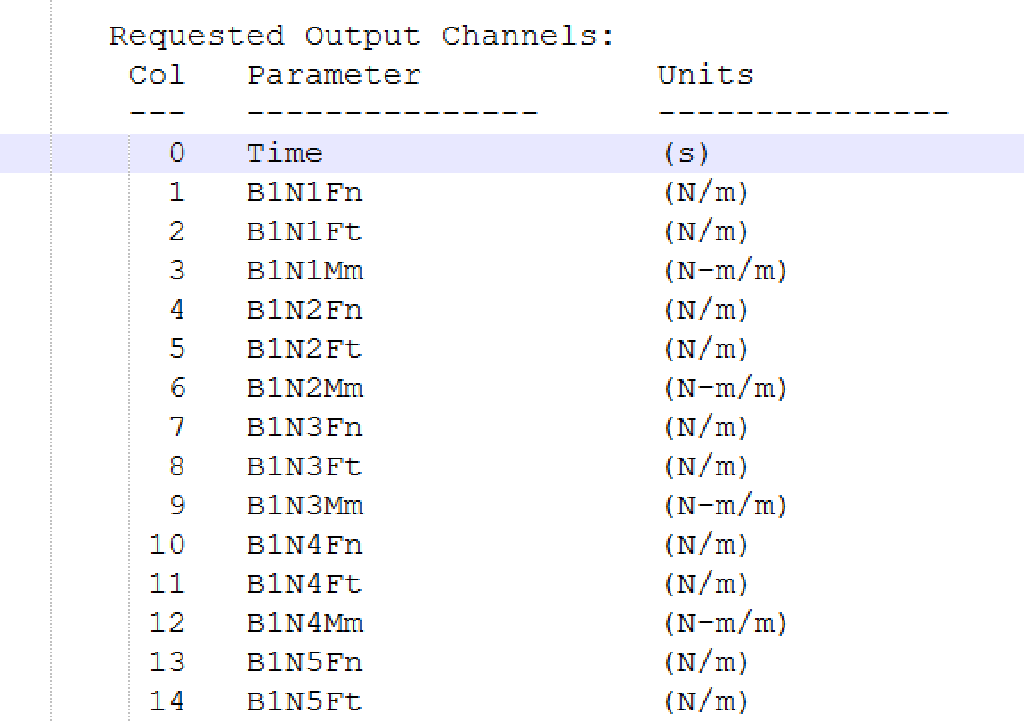 Requested Output Channels:
Col Parameter Units
--- --------------- ---------------
0 Time (s)
1 B1N1Fn (N/m)
2 B1N1Ft (N/m)
3 B1N1Mm (N-m/m)
4 B1N2Fn (N/m)
5 B1N2Ft (N/m)
6 B1N2Mm (N-m/m)
7 B1N3Fn (N/m)
8 B1N3Ft (N/m)
9 B1N3Mm (N-m/m)
10 B1N4Fn (N/m)
11 B1N4Ft (N/m)
12 B1N4Mm (N-m/m)
13 B1N5Fn (N/m)
14 B1N5Ft (N/m)